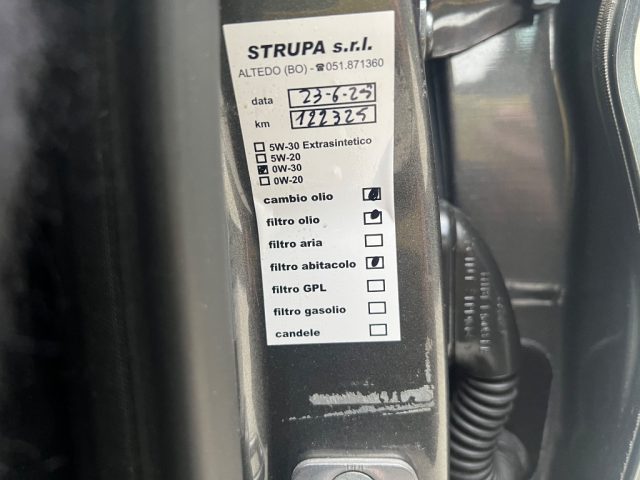 STRUPA s.r.l.
ALTEDO (BO) - ☎051.871360
data 23-6-25
km 122325
5W-30 Extrasintetico
5W-20
0W-30
0W-20
cambio olio
filtro olio
filtro aria
filtro abitacolo
filtro GPL
filtro gasolio
candele